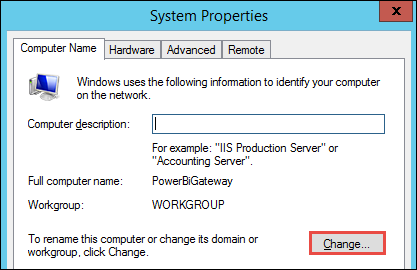 System Properties
x
Computer Name Hardware Advanced Remote
Windows uses the following information to identify your computer
on the network.
Computer description:
For example: "IIS Production Server" or
"Accounting Server".
Full computer name: PowerBiGateway
Workgroup: WORKGROUP
To rename this computer or change its domain or
workgroup, click Change.
Change...